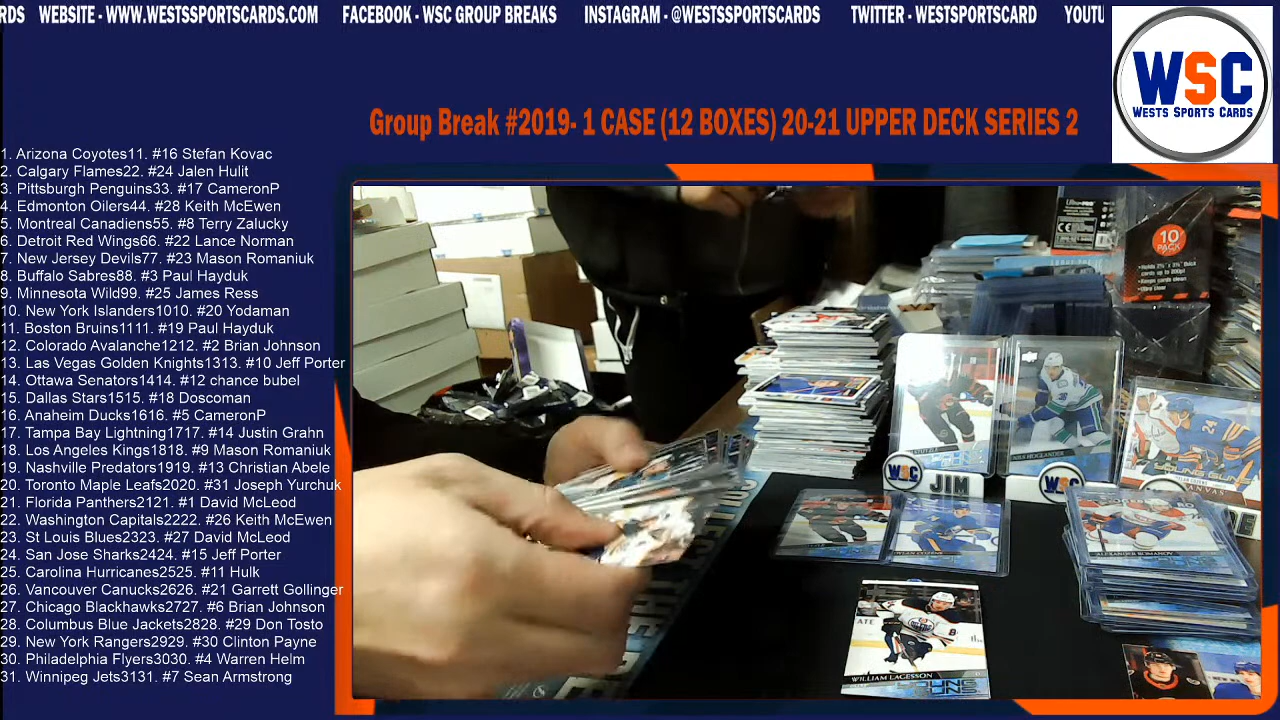 RDS WEBSITE - WWW.WESTSSPORTSCARDS.COM FACEBOOK - WSC GROUP BREAKS INSTAGRAM - @WESTSSPORTSCARDS TWITTER - WESTSPORTSCARD YOUTU
WSC
WESTS SPORTS CARDS
Group Break #2019- 1 CASE (12 BOXES) 20-21 UPPER DECK SERIES 2
1. Arizona Coyotes11. #16 Stefan Kovac
2. Calgary Flames22. #24 Jalen Hulit
3. Pittsburgh Penguins33. #17 CameronP
4. Edmonton Oilers44. #28 Keith McEwen
5. Montreal Canadiens55. #8 Terry Zalucky
6. Detroit Red Wings66. #22 Lance Norman
7. New Jersey Devils77. #23 Mason Romaniuk
8. Buffalo Sabres88. #3 Paul Hayduk
9. Minnesota Wild99. #25 James Ress
10. New York Islanders1010. #20 Yodaman
11. Boston Bruins1111. #19 Paul Hayduk
12. Colorado Avalanche1212. #2 Brian Johnson
13. Las Vegas Golden Knights1313. #10 Jeff Porter
14. Ottawa Senators1414. #12 chance bubel
15. Dallas Stars1515. #18 Doscoman
16. Anaheim Ducks1616. #5 CameronP
17. Tampa Bay Lightning1717. #14 Justin Grahn
18. Los Angeles Kings1818. #9 Mason Romaniuk
19. Nashville Predators1919. #13 Christian Abele
20. Toronto Maple Leafs2020. #31 Joseph Yurchuk
21. Florida Panthers2121. #1 David McLeod
22. Washington Capitals2222. #26 Keith McEwen
23. St Louis Blues2323. #27 David McLeod
24. San Jose Sharks2424. #15 Jeff Porter
25. Carolina Hurricanes2525. #11 Hulk
26. Vancouver Canucks2626. #21 Garrett Gollinger
27. Chicago Blackhawks2727. #6 Brian Johnson
28. Columbus Blue Jackets2828. #29 Don Tosto
29. New York Rangers2929. #30 Clinton Payne
30. Philadelphia Flyers3030. #4 Warren Helm
31. Winnipeg Jets3131. #7 Sean Armstrong
10
PACK
NILS HOGLANDER
YOUNG GUNS
CANVAS
WSC
JIM
WSC
DYLAN COZENS
ALEXANDER ROMANOV
WILLIAM LAGESSON
YOUNG
GUNS